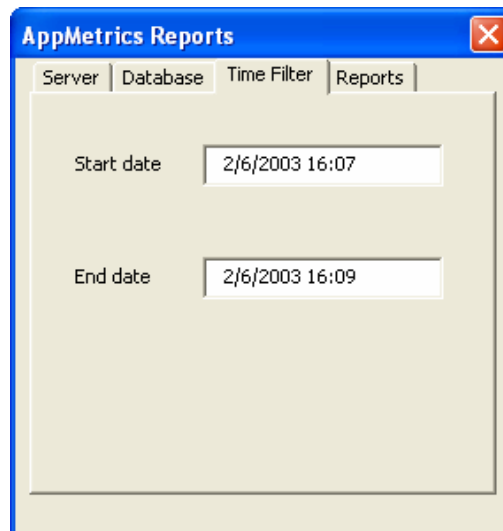 AppMetrics Reports
Server Database Time Filter Reports
Start date 2/6/2003 16:07
End date 2/6/2003 16:09